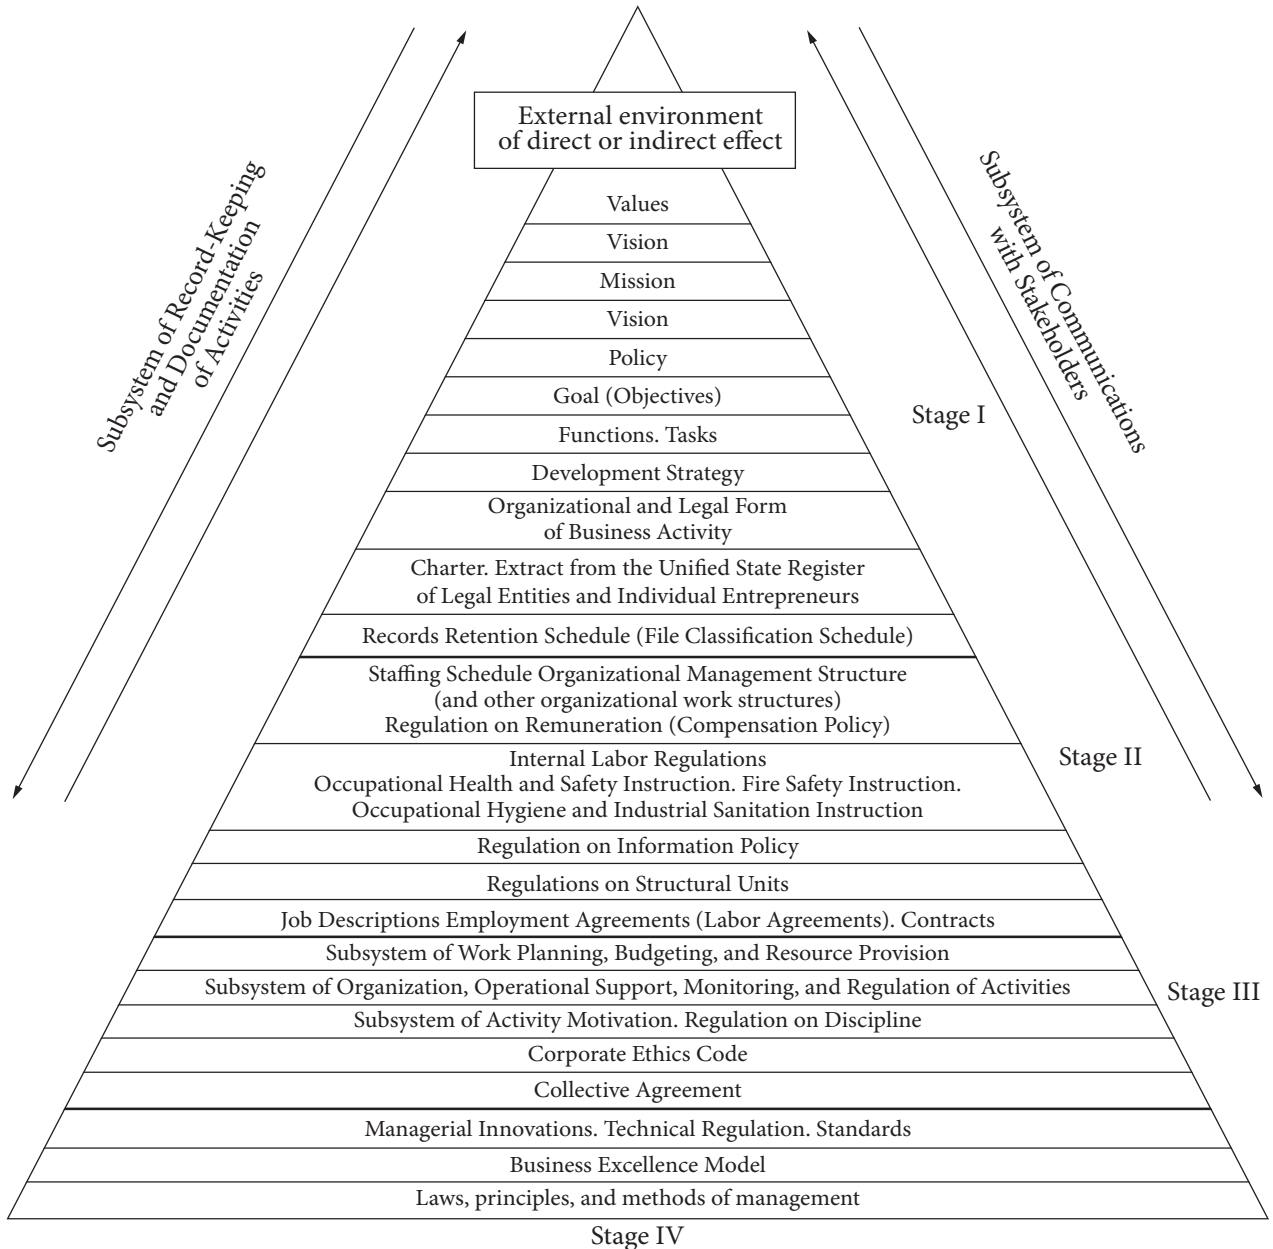 External environment
of direct or indirect effect
Subsystem of Record-Keeping
and Documentation
of Activities
Subsystem of Communications
with Stakeholders
Values
Vision
Mission
Vision
Policy
Goal (Objectives)
Stage I
Functions. Tasks
Development Strategy
Organizational and Legal Form
of Business Activity
Charter. Extract from the Unified State Register
of Legal Entities and Individual Entrepreneurs
Records Retention Schedule (File Classification Schedule)
Staffing Schedule Organizational Management Structure
(and other organizational work structures)
Regulation on Remuneration (Compensation Policy)
Stage II
Internal Labor Regulations
Occupational Health and Safety Instruction. Fire Safety Instruction.
Occupational Hygiene and Industrial Sanitation Instruction
Regulation on Information Policy
Regulations on Structural Units
Job Descriptions Employment Agreements (Labor Agreements). Contracts
Subsystem of Work Planning, Budgeting, and Resource Provision
Subsystem of Organization, Operational Support, Monitoring, and Regulation of Activities
Stage III
Subsystem of Activity Motivation. Regulation on Discipline
Corporate Ethics Code
Collective Agreement
Managerial Innovations. Technical Regulation. Standards
Business Excellence Model
Laws, principles, and methods of management
Stage IV